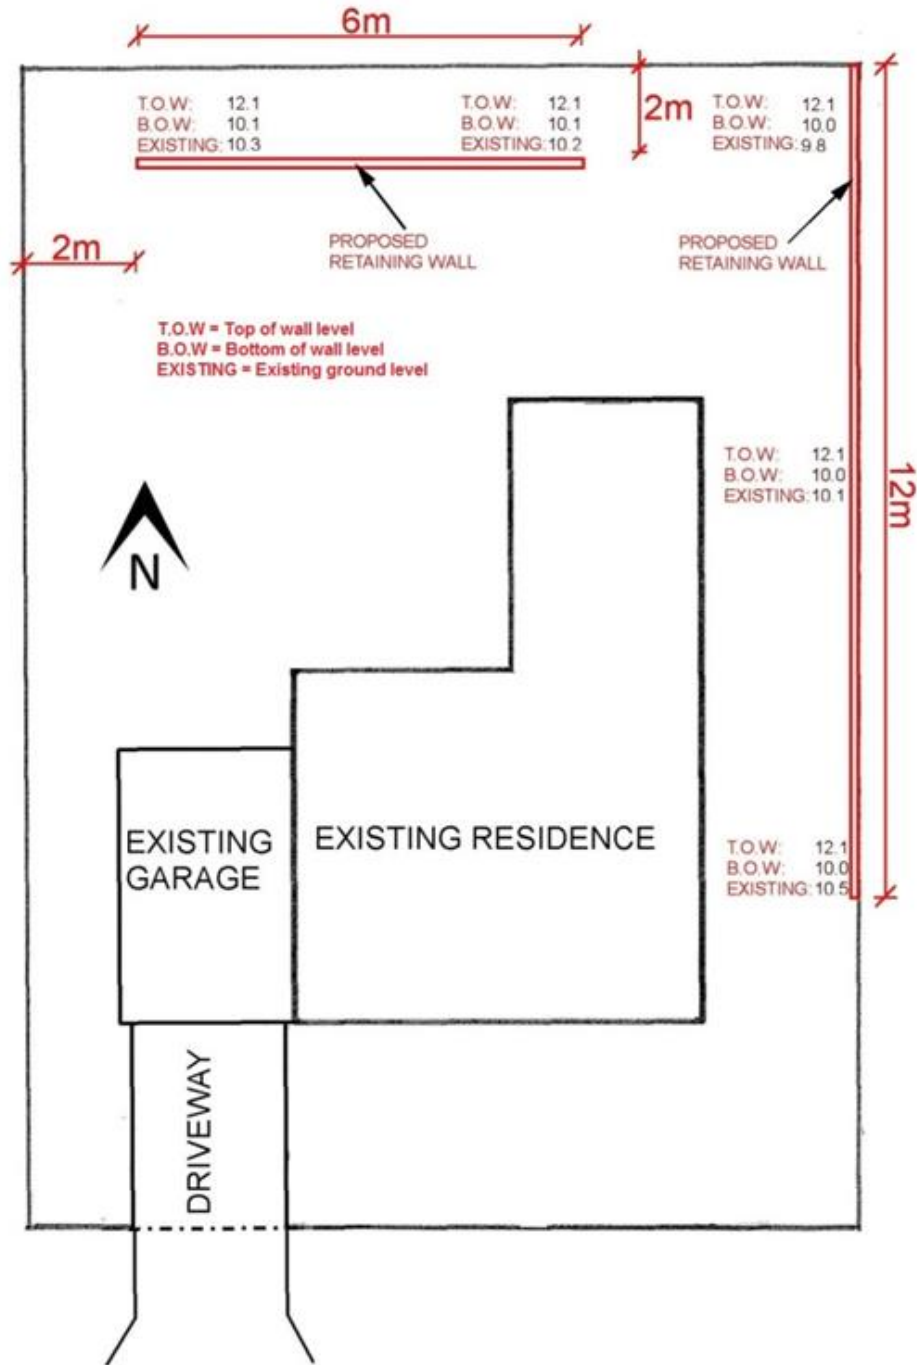 6m
T.O.W: 12.1
B.O.W: 10.1
EXISTING: 10.3
T.O.W: 12.1
B.O.W: 10.1
EXISTING: 10.2
2m
T.O.W: 12.1
B.O.W: 10.0
EXISTING: 9.8
PROPOSED
RETAINING WALL
PROPOSED
RETAINING WALL
2m
T.O.W = Top of wall level
B.O.W = Bottom of wall level
EXISTING = Existing ground level
T.O.W: 12.1
B.O.W: 10.0
EXISTING: 10.1
12m
N
EXISTING
GARAGE
EXISTING RESIDENCE
T.O.W: 12.1
B.O.W: 10.0
EXISTING: 10.5
DRIVEWAY